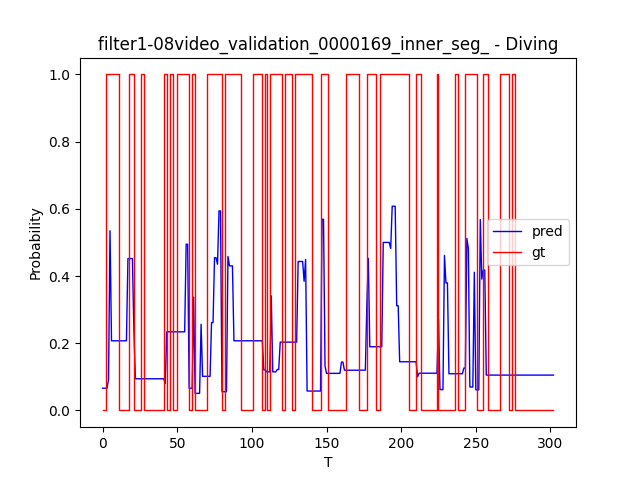 filter1-08video_validation_0000169_inner_seg_ - Diving
Probability
1.0
0.8
0.6
0.4
0.2
0.0
pred
gt
0 50 100 150 200 250 300
T